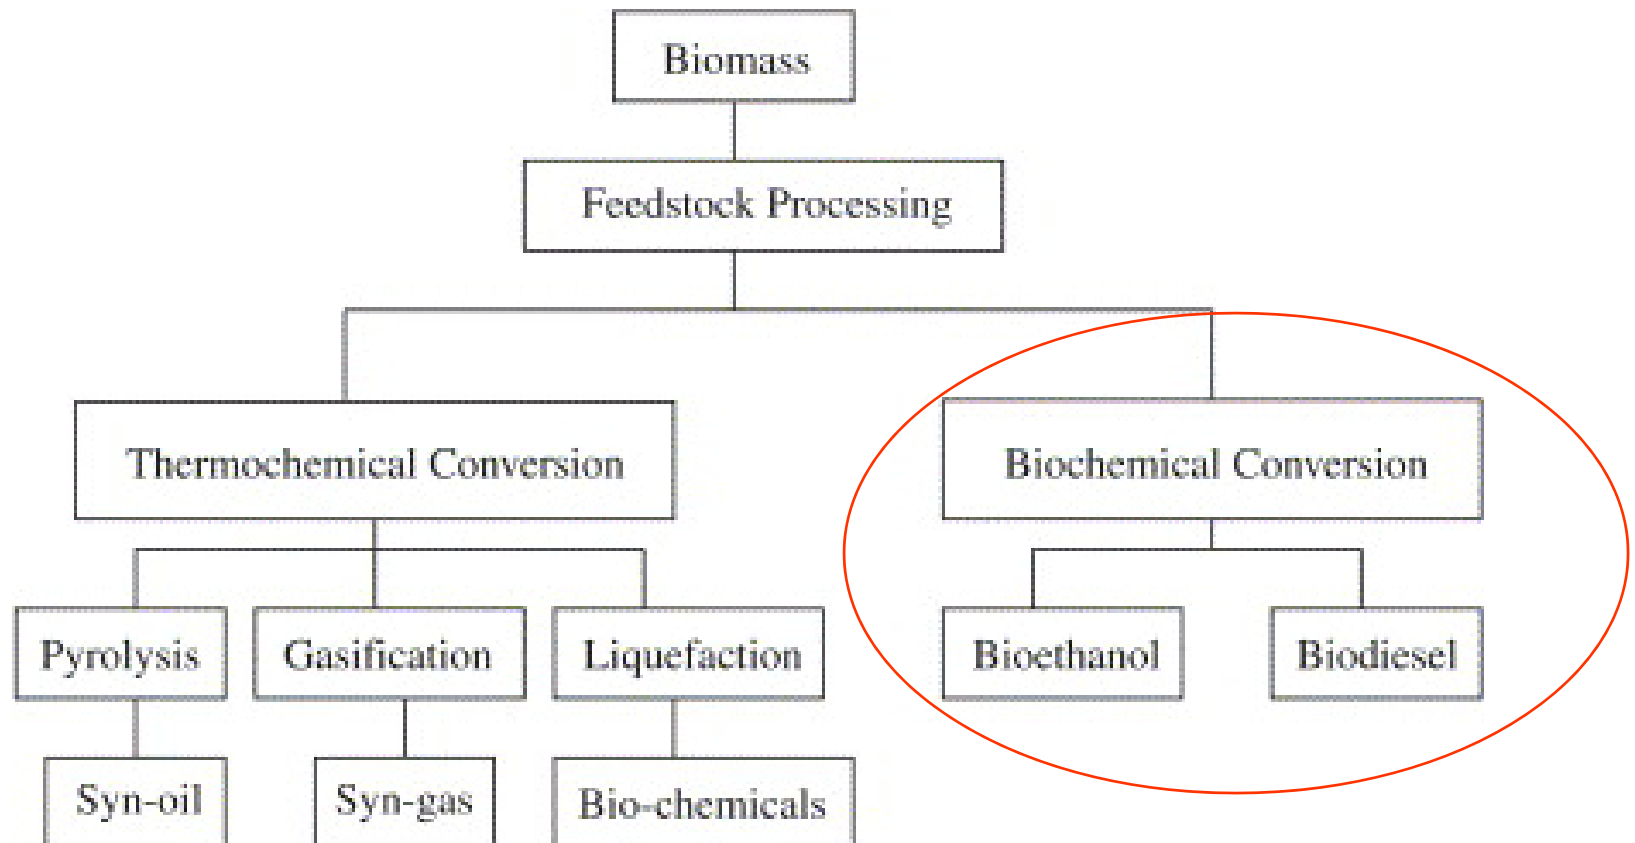 Biomass
Feedstock Processing
Thermochemical Conversion
Biochemical Conversion
Pyrolysis
Gasification
Liquefaction
Bioethanol
Biodiesel
Syn-oil
Syn-gas
Bio-chemicals